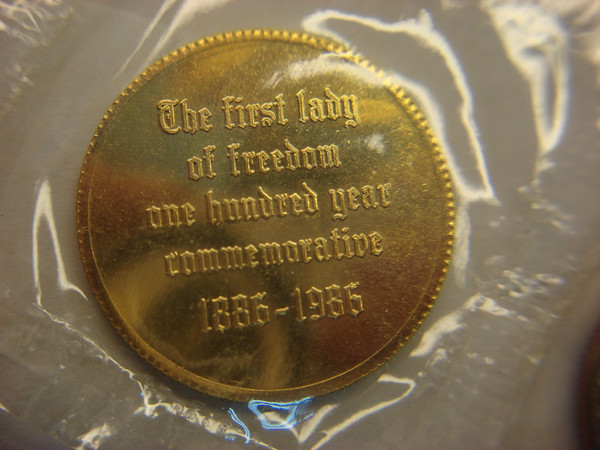 The first lady
of freedom
one hundred year
commemorative
1886-1986